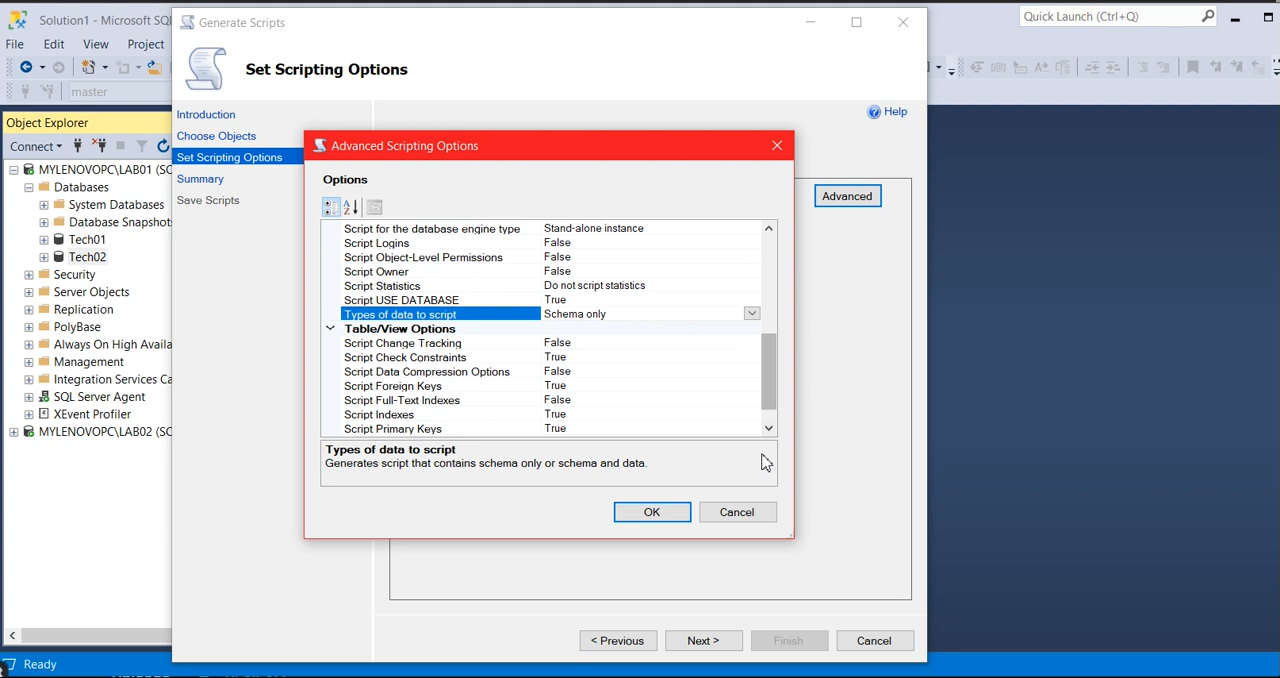 Solution1 - Microsoft SQL
Quick Launch (Ctrl+Q)
File Edit View Project
master
Object Explorer
Connect
MYLENOVOPC\LAB01 (SQ
Databases
System Databases
Database Snapshots
Tech01
Tech02
Security
Server Objects
Replication
PolyBase
Always On High Availa
Management
Integration Services Ca
SQL Server Agent
XEvent Profiler
MYLENOVOPC\LAB02 (SQ
Ready
Generate Scripts
Set Scripting Options
Help
Introduction
Choose Objects
Set Scripting Options
Summary
Save Scripts
Advanced
Advanced Scripting Options
Options
Script for the database engine type Stand-alone instance
Script Logins False
Script Object-Level Permissions False
Script Owner False
Script Statistics Do not script statistics
Script USE DATABASE True
Types of data to script Schema only
Table/View Options
Script Change Tracking False
Script Check Constraints True
Script Data Compression Options False
Script Foreign Keys True
Script Full-Text Indexes False
Script Indexes True
Script Primary Keys True
Types of data to script
Generates script that contains schema only or schema and data.
OK Cancel
< Previous Next > Finish Cancel